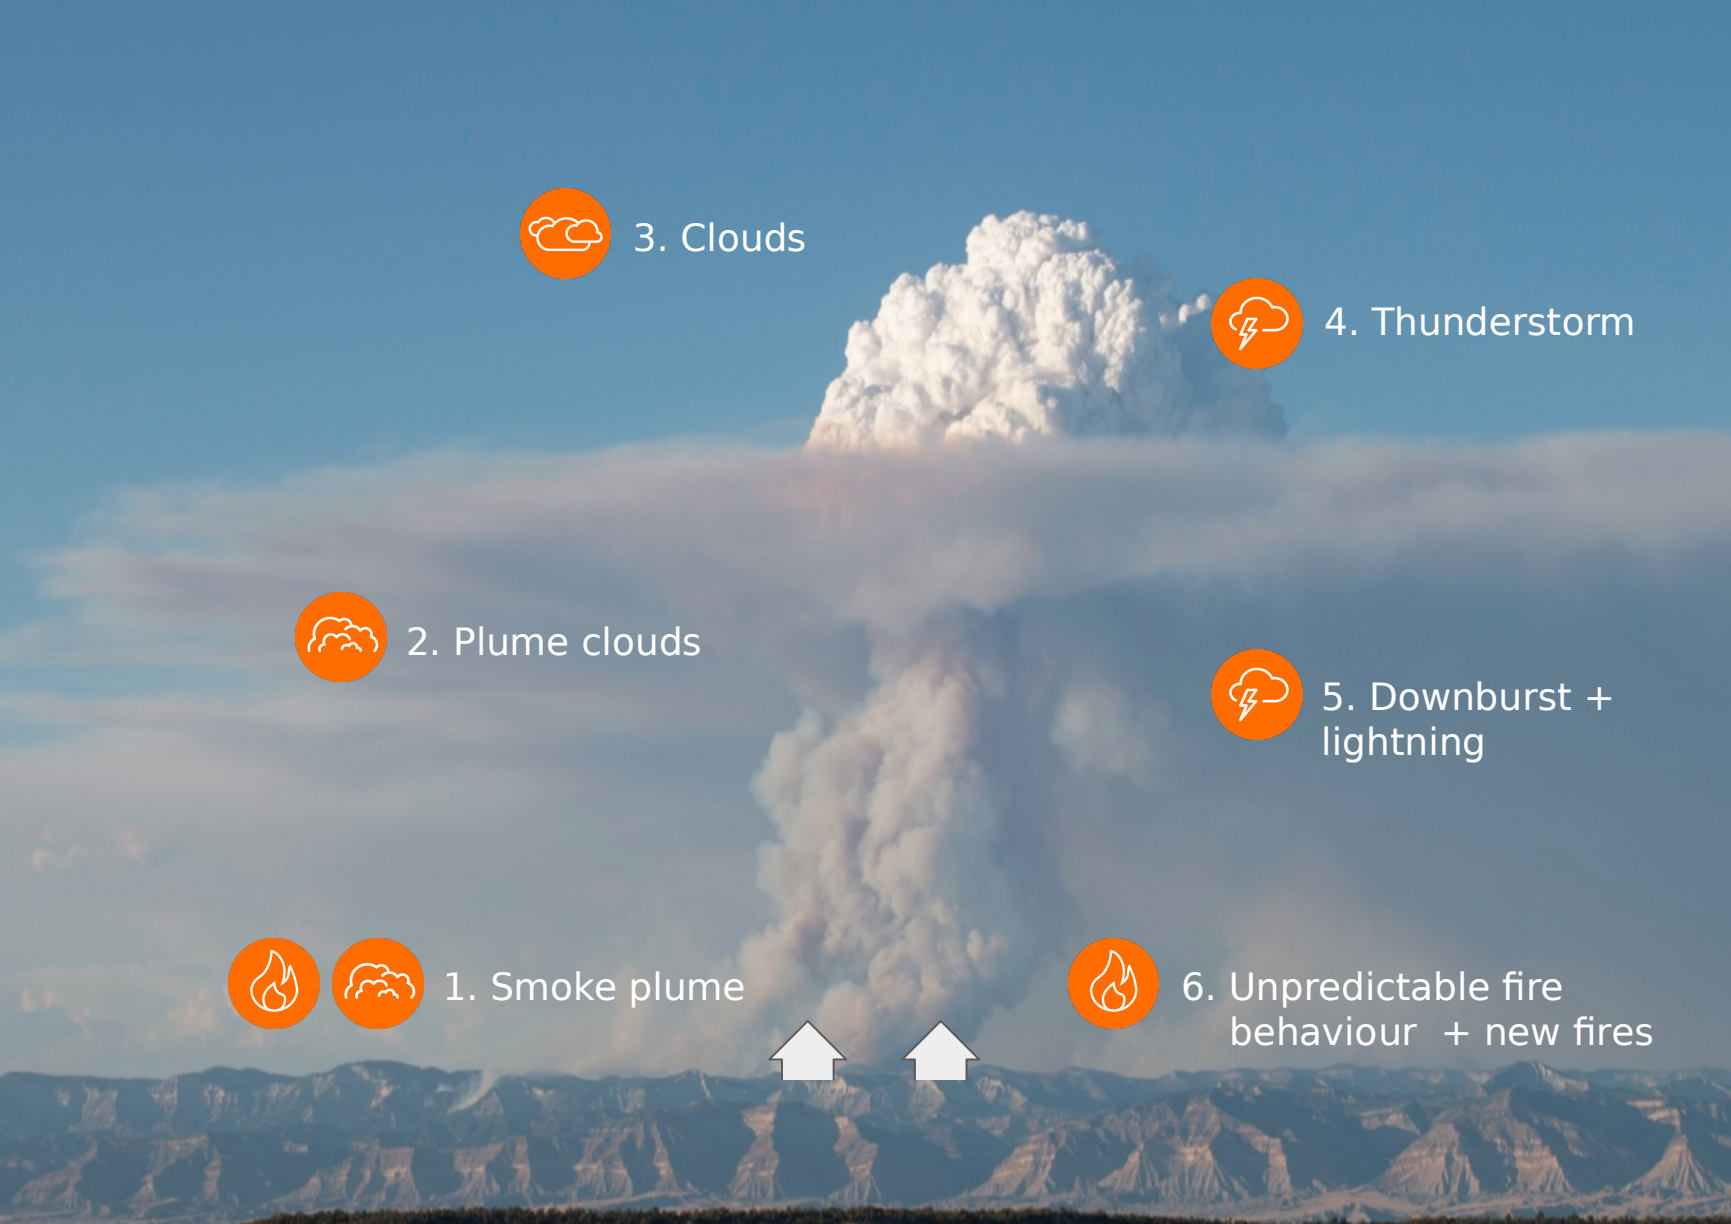 3. Clouds
4. Thunderstorm
2. Plume clouds
5. Downburst +
lightning
1. Smoke plume
6. Unpredictable fire
behaviour  + new fires